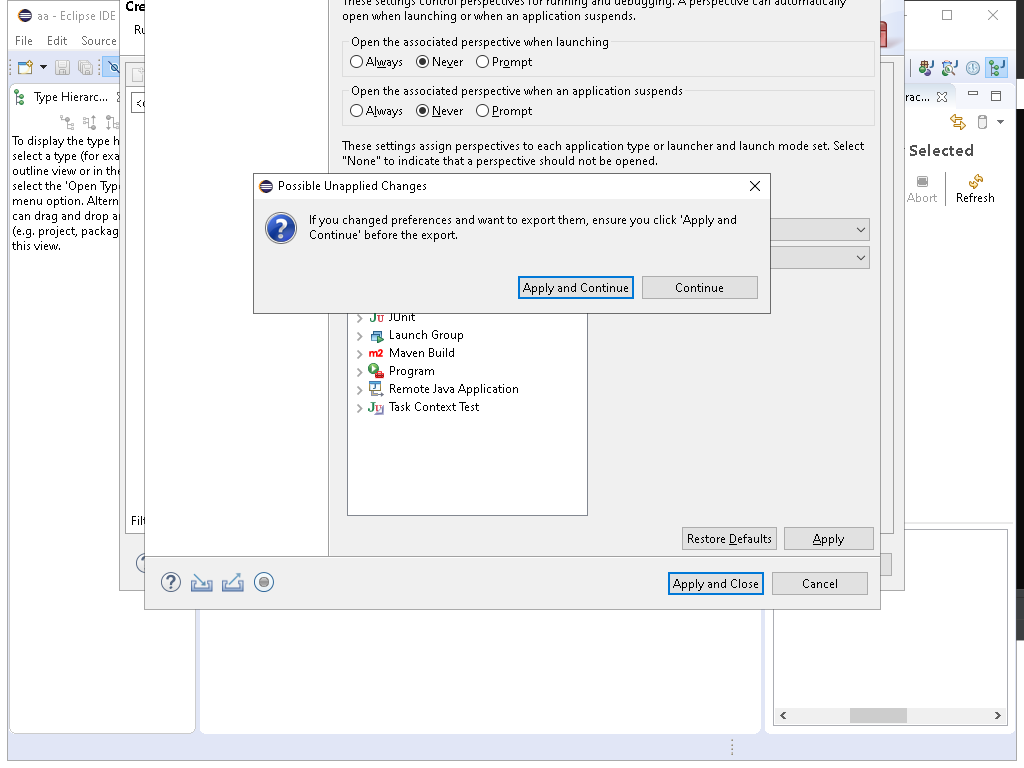 aa - Eclipse IDE
Cre
File Edit Source
Ru
These settings control perspectives for running and debugging. A perspective can automatically
open when launching or when an application suspends.
Open the associated perspective when launching
Always Never Prompt
Open the associated perspective when an application suspends
Always Never Prompt
These settings assign perspectives to each application type or launcher and launch mode set. Select
"None" to indicate that a perspective should not be opened.
Type Hierarc...
To display the type h
select a type (for exa
outline view or in the
select the 'Open Type
menu option. Altern
can drag and drop a
(e.g. project, packag
this view.
<
Possible Unapplied Changes
If you changed preferences and want to export them, ensure you click 'Apply and
Continue' before the export.
Apply and Continue Continue
JUnit
Launch Group
m2 Maven Build
Program
Remote Java Application
Ju Task Context Test
Filt
Restore Defaults Apply
Apply and Close Cancel
rac...
Selected
Abort Refresh